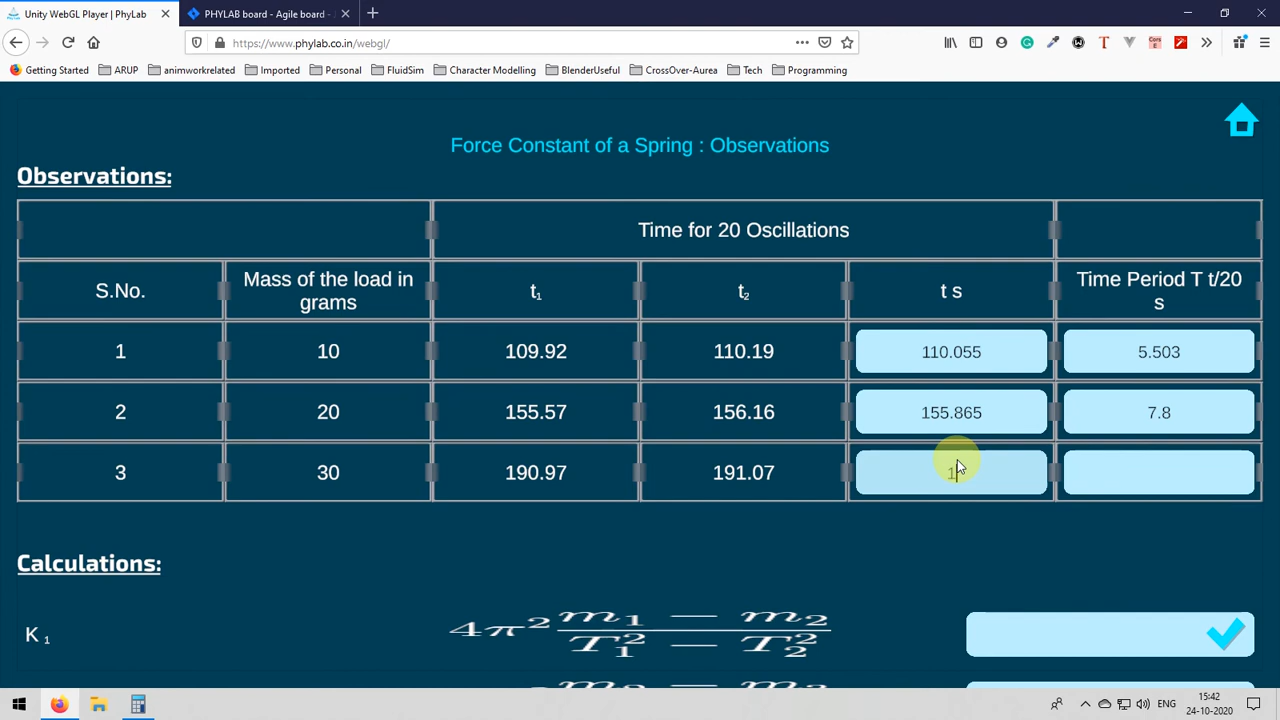 Unity WebGL Player | PhyLab
PHYLAB board - Agile board -
https://www.phylab.co.in/webgl/
Getting Started ARUP animworkrelated Imported Personal FluidSim Character Modelling BlenderUseful CrossOver-Aurea Tech Programming
Force Constant of a Spring : Observations
Observations:
Time for 20 Oscillations
S.No. Mass of the load in grams t₁ t₂ t s Time Period T t/20 s
1 10 109.92 110.19 110.055 5.503
2 20 155.57 156.16 155.865 7.8
3 30 190.97 191.07 1
Calculations:
K ₁ 4π² (m₁ − m₂)/(T₁² − T₂²)
ENG 15:42
24-10-2020